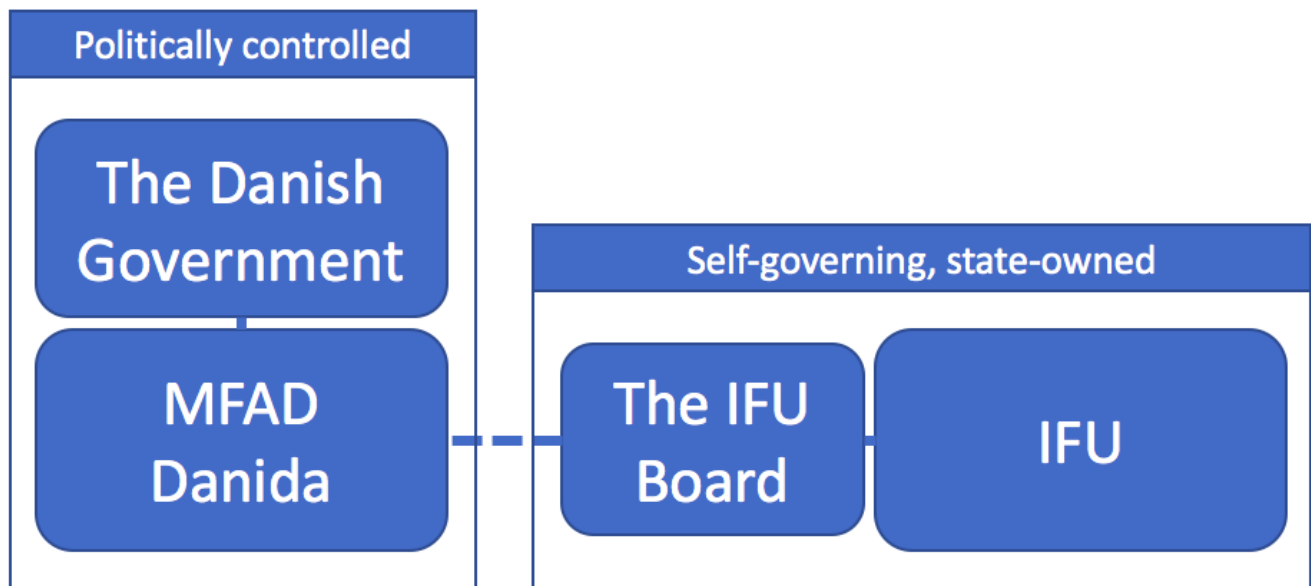 Politically controlled
The Danish
Government
MFAD
Danida
Self-governing, state-owned
The IFU
Board
IFU